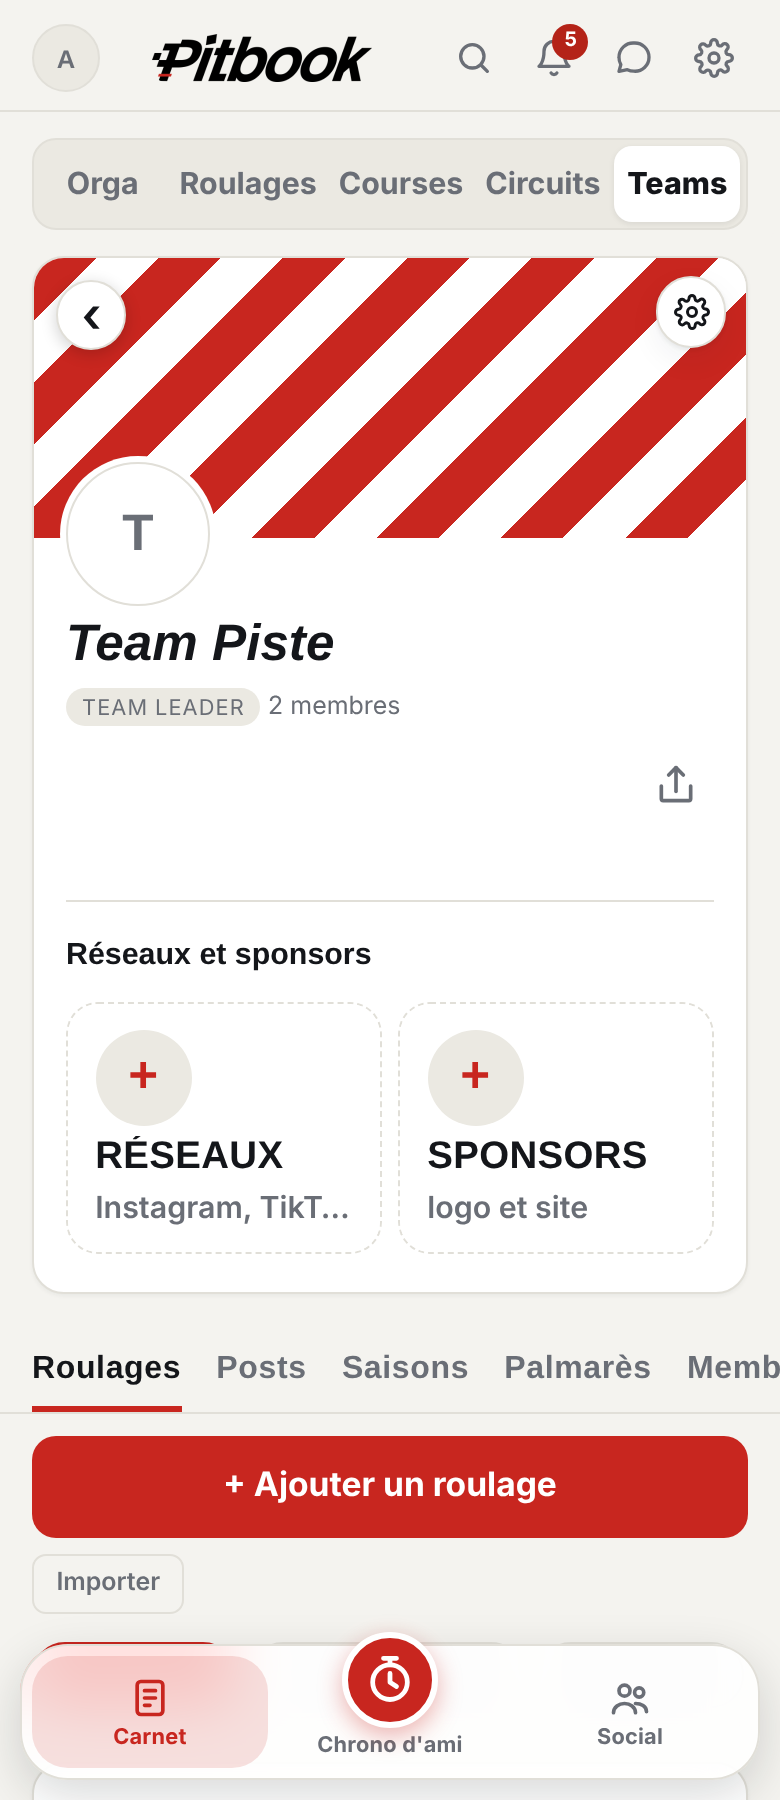 A
Pitbook
5
Orga Roulages Courses Circuits Teams
T
Team Piste
TEAM LEADER 2 membres
Réseaux et sponsors
+ +
RÉSEAUX SPONSORS
Instagram, TikT... logo et site
Roulages Posts Saisons Palmarès Memb
+ Ajouter un roulage
Importer
Carnet Chrono d'ami Social